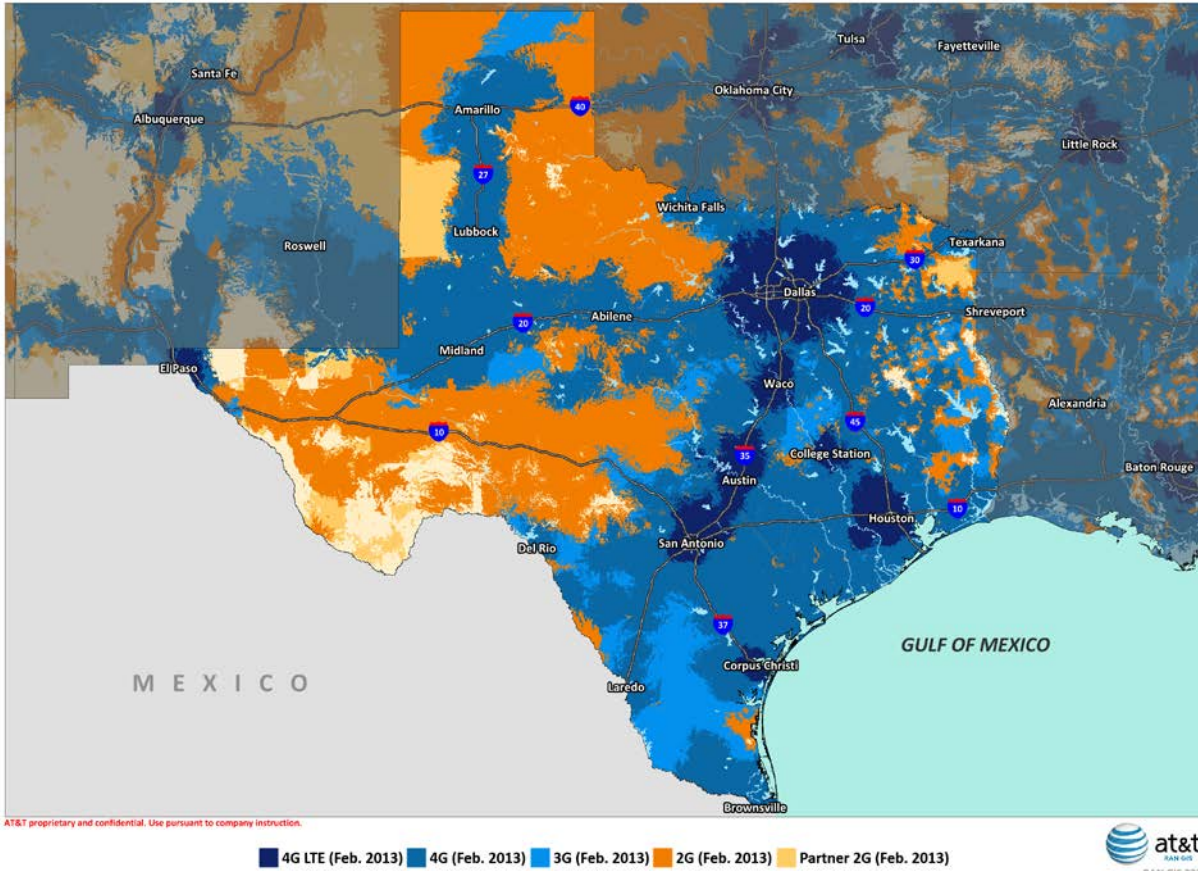 Tulsa
Fayetteville
Santa Fe
Oklahoma City
Amarillo
40
Albuquerque
Little Rock
27
Wichita Falls
Lubbock
Roswell
Texarkana
30
Dallas
20
Shreveport
Abilene
20
Midland
El Paso
Waco
Alexandria
45
10
College Station
35
Baton Rouge
Austin
10
Houston
San Antonio
Del Rio
37
GULF OF MEXICO
Corpus Christi
MEXICO
Laredo
Brownsville
AT&T proprietary and confidential. Use pursuant to company instruction.
4G LTE (Feb. 2013) 4G (Feb. 2013) 3G (Feb. 2013) 2G (Feb. 2013) Partner 2G (Feb. 2013)
at&t
RAN GIS